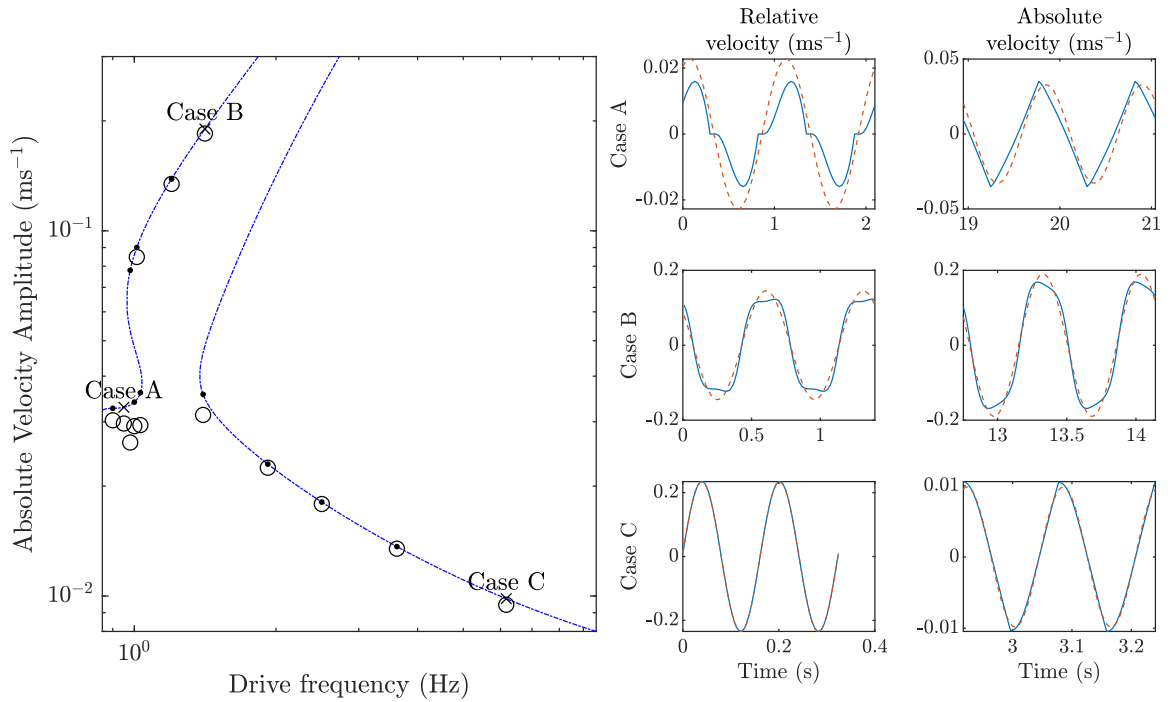 Absolute Velocity Amplitude (ms⁻¹)
10⁻¹
10⁻²
10⁰
Drive frequency (Hz)
Case B
Case A
Case C
Relative
velocity (ms⁻¹)
Absolute
velocity (ms⁻¹)
Case A
0.02
0
-0.02
0 1 2
0.05
0
-0.05
19 20 21
Case B
0.2
0
-0.2
0 0.5 1
0.2
0
-0.2
13 13.5 14
Case C
0.2
0
-0.2
0 0.2 0.4
Time (s)
0.01
0
-0.01
3 3.1 3.2
Time (s)